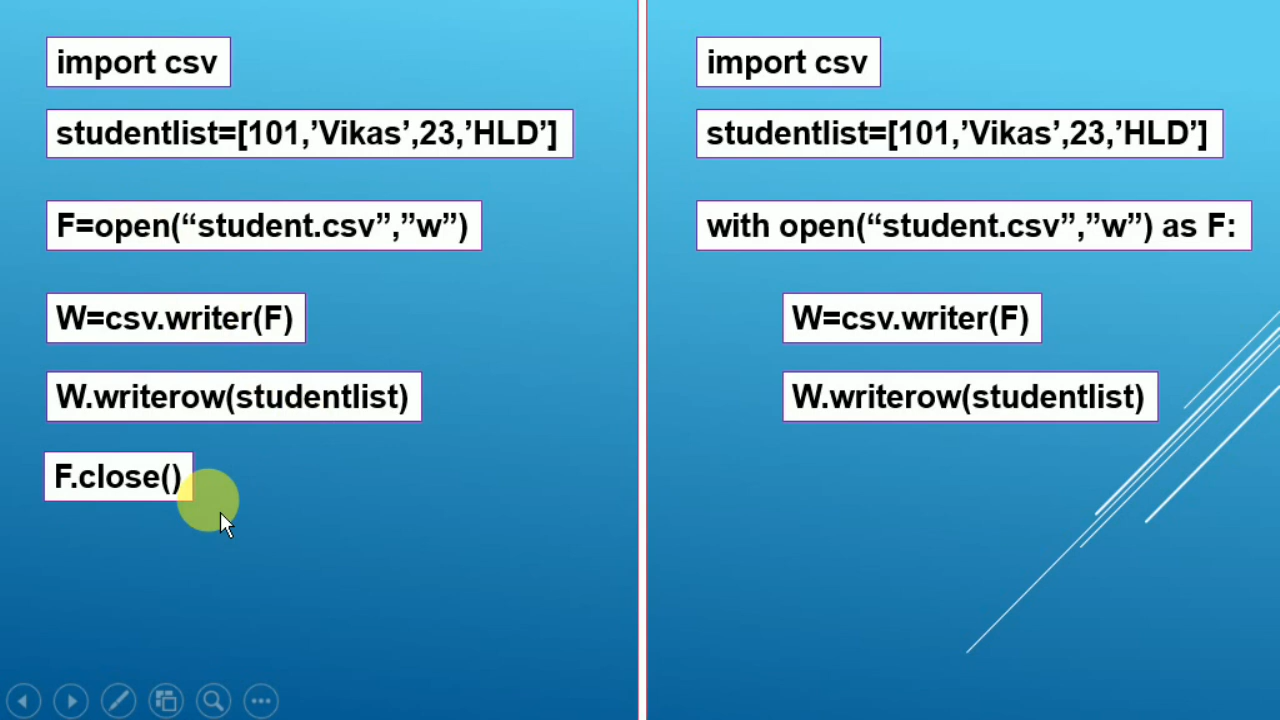 import csv
studentlist=[101,’Vikas’,23,’HLD’]
F=open(“student.csv”,”w”)
W=csv.writer(F)
W.writerow(studentlist)
F.close()
import csv
studentlist=[101,’Vikas’,23,’HLD’]
with open(“student.csv”,”w”) as F:
W=csv.writer(F)
W.writerow(studentlist)